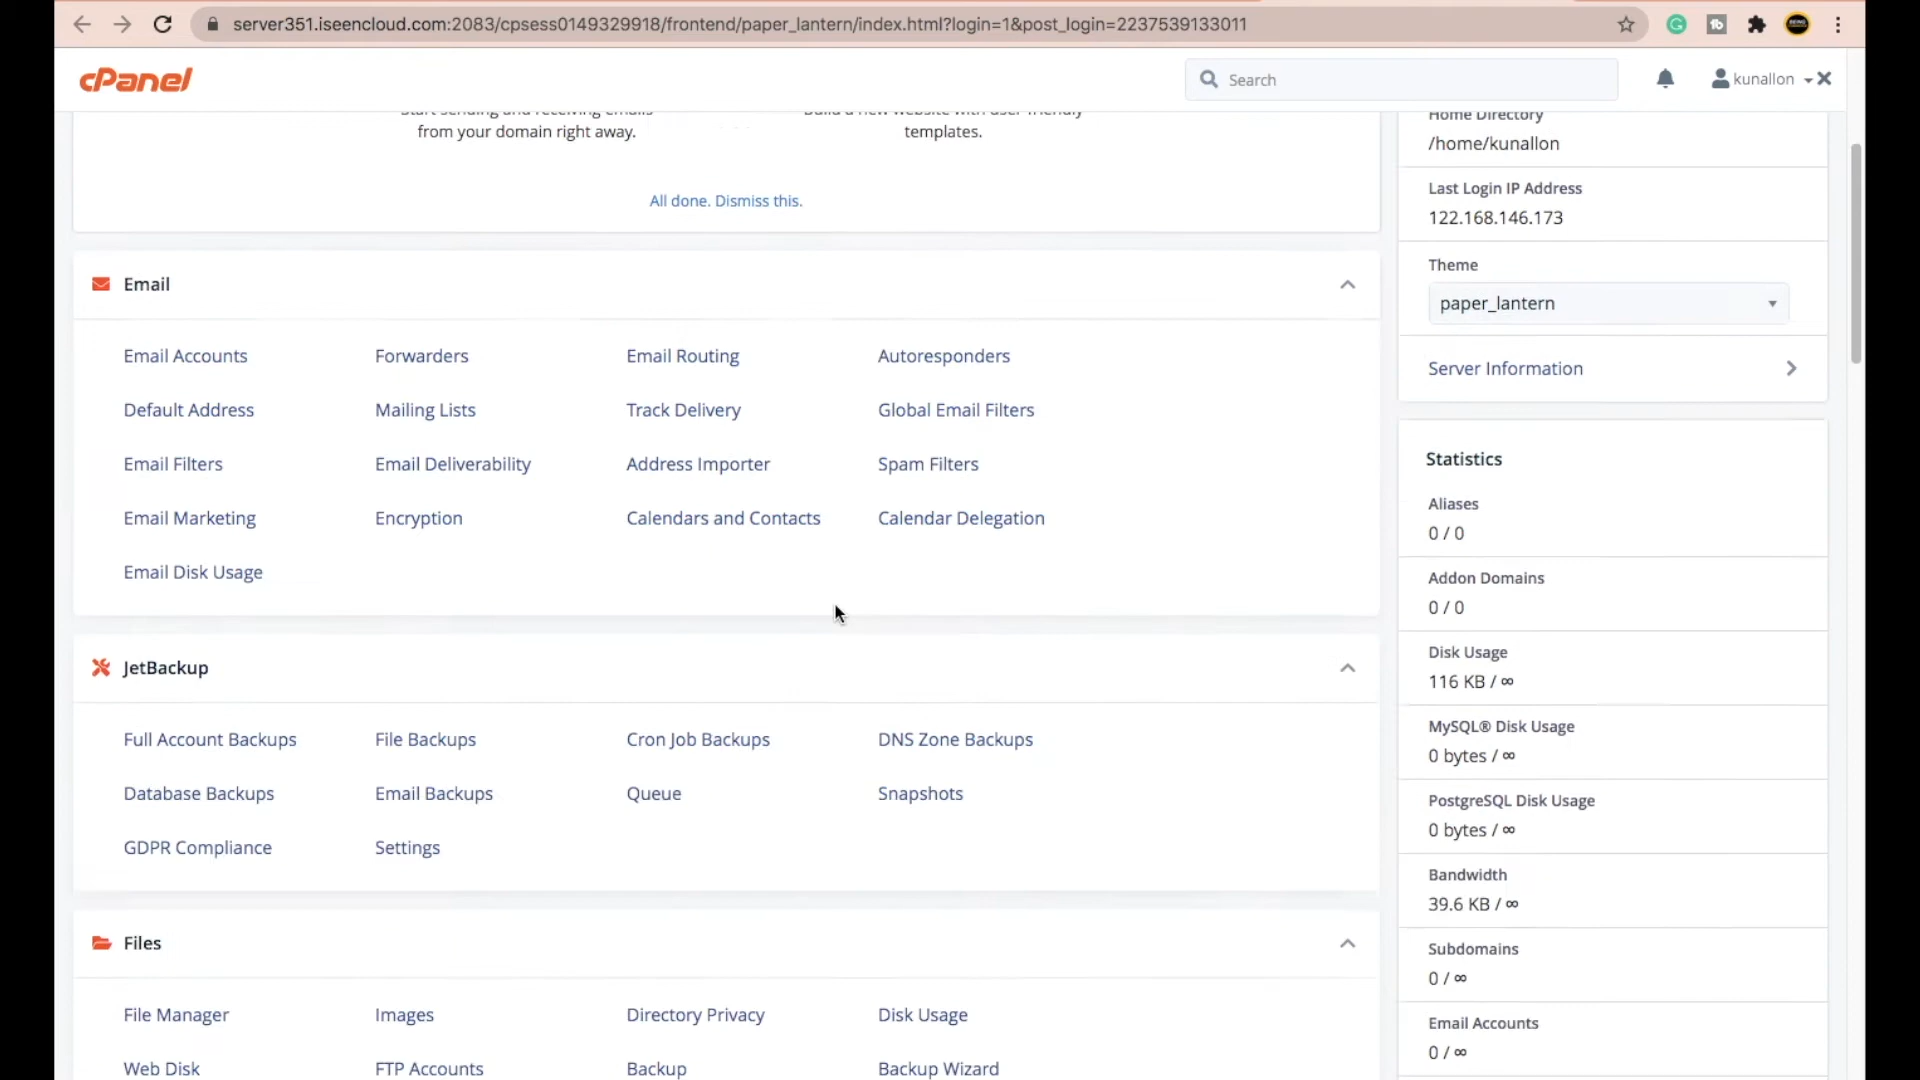 server351.iseencloud.com:2083/cpsess0149329918/frontend/paper_lantern/index.html?login=1&post_login=2237539133011
cPanel
Search
kunallon
Start sending and receiving emails
from your domain right away.
Build a new website with user-friendly
templates.
All done. Dismiss this.
Email
Email Accounts
Forwarders
Email Routing
Autoresponders
Default Address
Mailing Lists
Track Delivery
Global Email Filters
Email Filters
Email Deliverability
Address Importer
Spam Filters
Email Marketing
Encryption
Calendars and Contacts
Calendar Delegation
Email Disk Usage
JetBackup
Full Account Backups
File Backups
Cron Job Backups
DNS Zone Backups
Database Backups
Email Backups
Queue
Snapshots
GDPR Compliance
Settings
Files
File Manager
Images
Directory Privacy
Disk Usage
Web Disk
FTP Accounts
Backup
Backup Wizard
Home Directory
/home/kunallon
Last Login IP Address
122.168.146.173
Theme
paper_lantern
Server Information
Statistics
Aliases
0 / 0
Addon Domains
0 / 0
Disk Usage
116 KB / ∞
MySQL® Disk Usage
0 bytes / ∞
PostgreSQL Disk Usage
0 bytes / ∞
Bandwidth
39.6 KB / ∞
Subdomains
0 / ∞
Email Accounts
0 / ∞